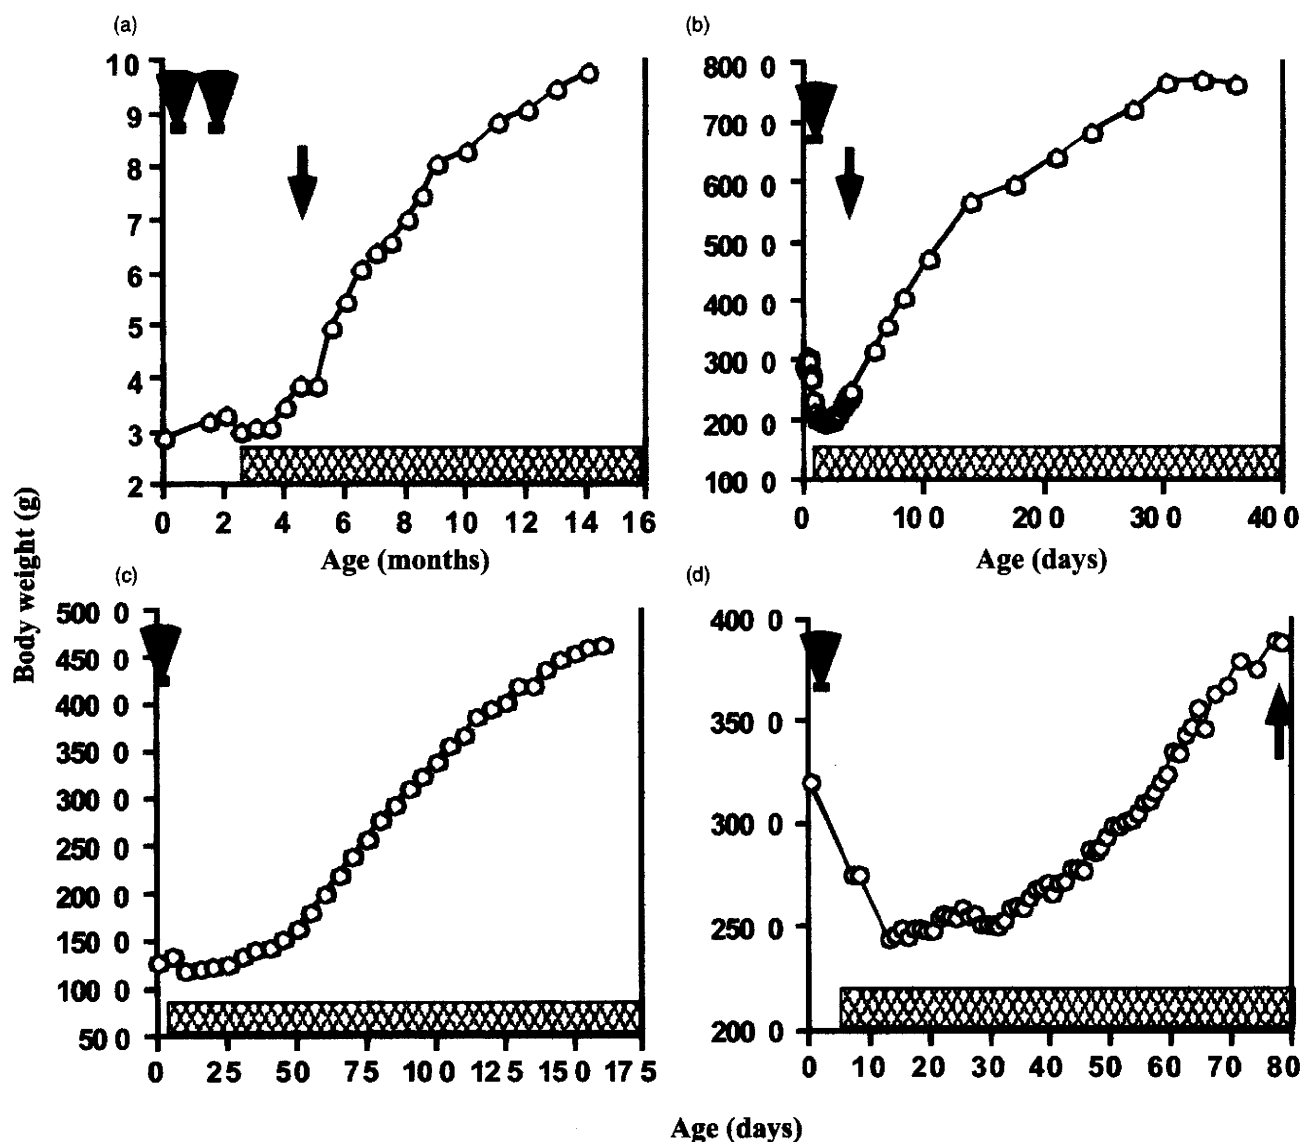 (a)
10
9
8
7
6
5
4
3
2
0 2 4 6 8 10 12 14 16
Age (months)
(b)
800 0
700 0
600 0
500 0
400 0
300 0
200 0
100 0
0 10 0 20 0 30 0 40 0
Age (days)
Body weight (g)
(c)
500 0
450 0
400 0
350 0
300 0
250 0
200 0
150 0
100 0
50 0
0 25 50 75 10 0 12 5 15 0 17 5
(d)
400 0
350 0
300 0
250 0
200 0
0 10 20 30 40 50 60 70 80
Age (days)